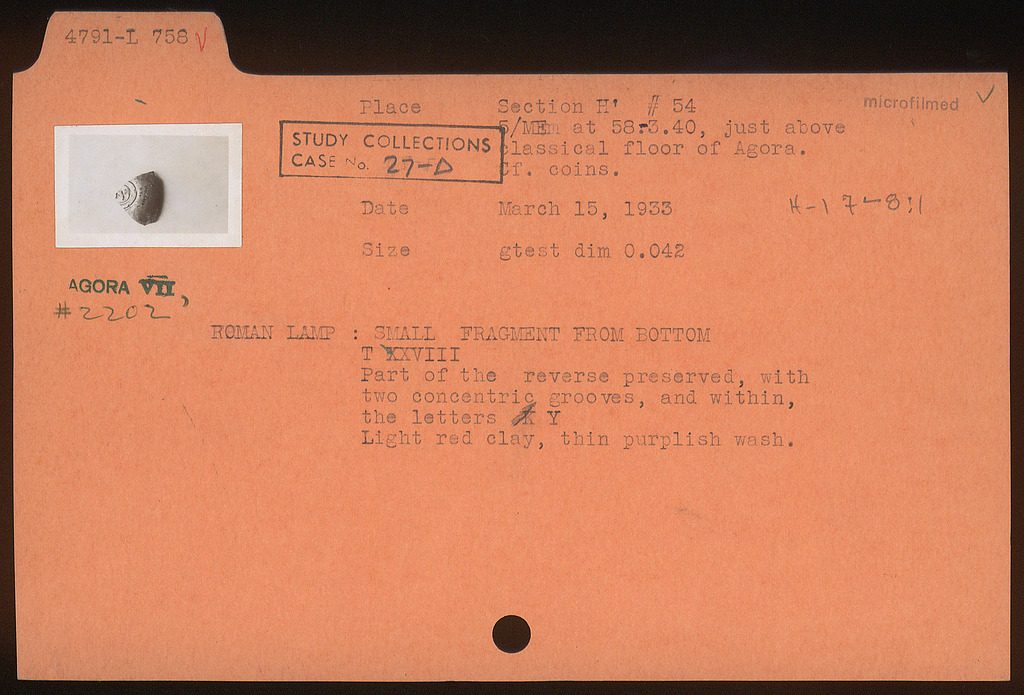 4791-L 758 V
microfilmed ✓
Place Section H' # 54
5/ at 58-3.40, just above
classical floor of Agora.
Cf. coins.
STUDY COLLECTIONS
CASE No. 27-D
Date March 15, 1933
H-17-8:1
Size gtest dim 0.042
AGORA VII,
#2202
ROMAN LAMP : SMALL FRAGMENT FROM BOTTOM
T XXVIII
Part of the reverse preserved, with
two concentric grooves, and within,
the letters Y
Light red clay, thin purplish wash.